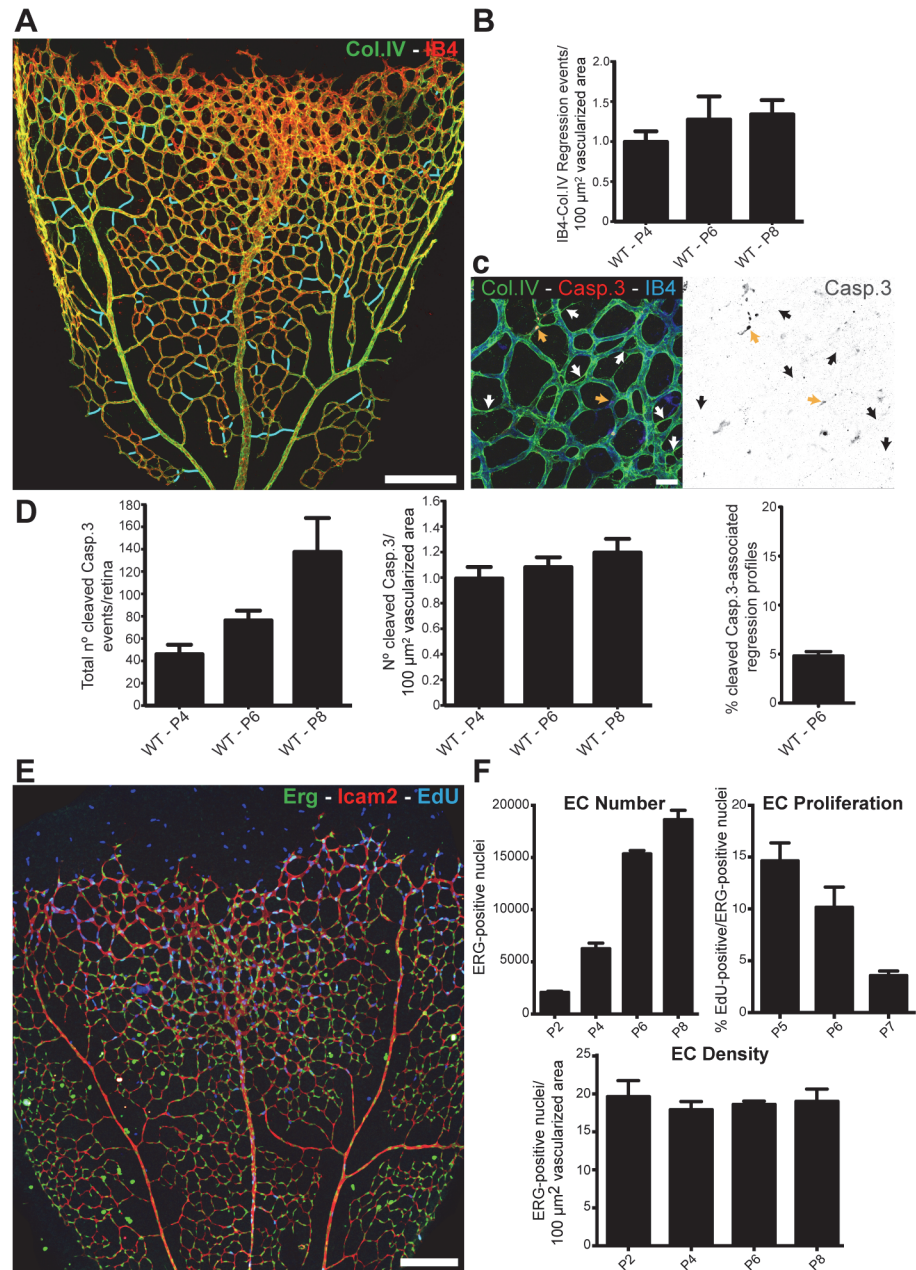 A
Col.IV - IB4
B
IB4-Col.IV Regression events/
100 µm² vascularized area
2.0
1.5
1.0
0.5
0
WT - P4
WT - P6
WT - P8
C
Col.IV - Casp.3 - IB4
Casp.3
D
Total nº cleaved Casp.3
events/retina
180
160
140
120
100
80
60
40
20
0
WT - P4
WT - P6
WT - P8
Nº cleaved Casp.3/
100 µm² vascularized area
1.6
1.4
1.2
1.0
0.8
0.6
0.4
0.2
0
WT - P4
WT - P6
WT - P8
% cleaved Casp.3-associated
regression profiles
20
15
10
5
0
WT - P6
E
Erg - Icam2 - EdU
F
EC Number
ERG-positive nuclei
20000
15000
10000
5000
0
P2
P4
P6
P8
EC Proliferation
% EdU-positive/ERG-positive nuclei
20
15
10
5
0
P5
P6
P7
EC Density
ERG-positive nuclei/
100 µm² vascularized area
25
20
15
10
5
0
P2
P4
P6
P8